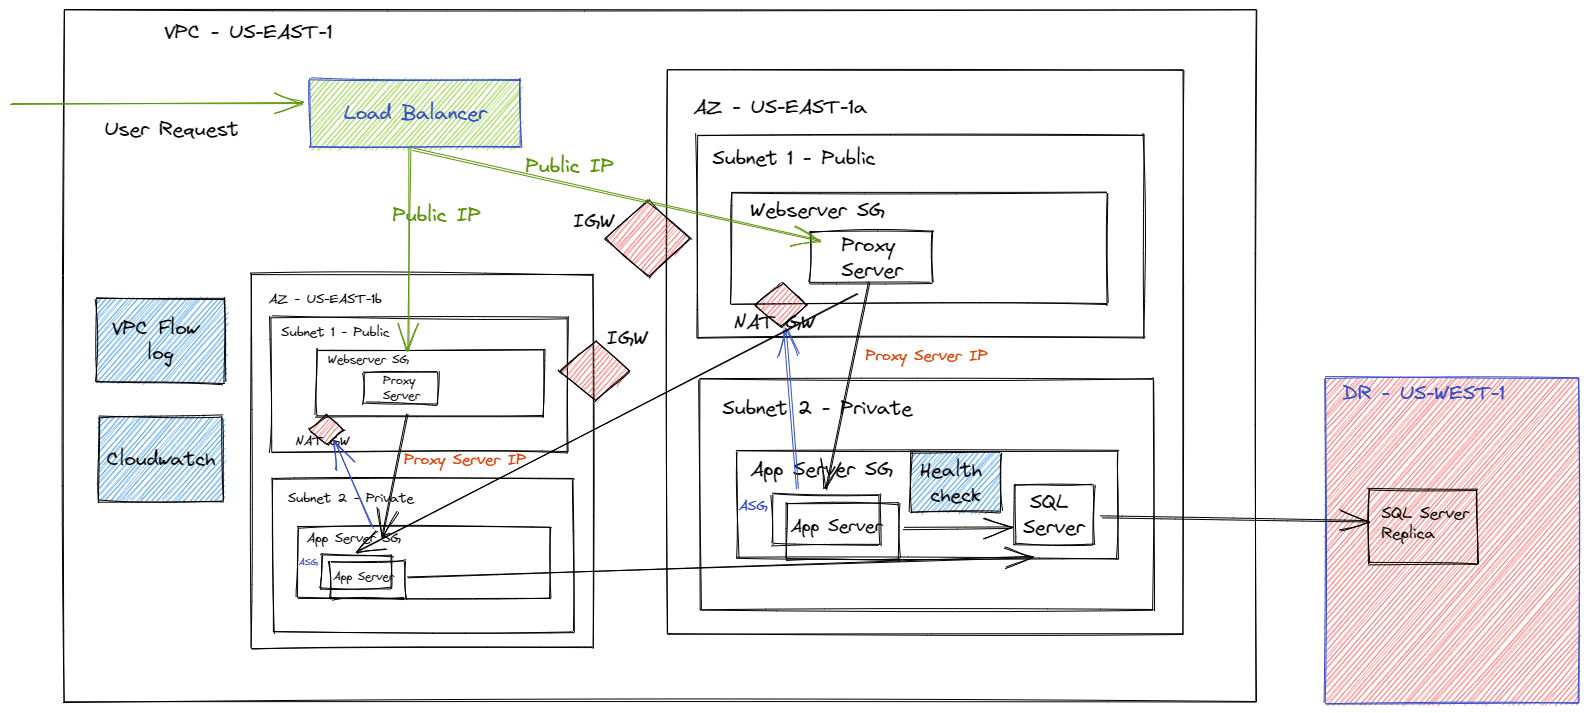 VPC - US-EAST-1
User Request
Load Balancer
Public IP
Public IP
IGW
IGW
VPC Flow
log
Cloudwatch
AZ - US-EAST-1b
Subnet 1 - Public
Webserver SG
Proxy
Server
NAT GW
Proxy Server IP
Subnet 2 - Private
App Server SG
ASG
App Server
AZ - US-EAST-1a
Subnet 1 - Public
Webserver SG
Proxy
Server
NAT GW
Proxy Server IP
Subnet 2 - Private
App Server SG
Health
check
ASG
App Server
SQL
Server
DR - US-WEST-1
SQL Server
Replica